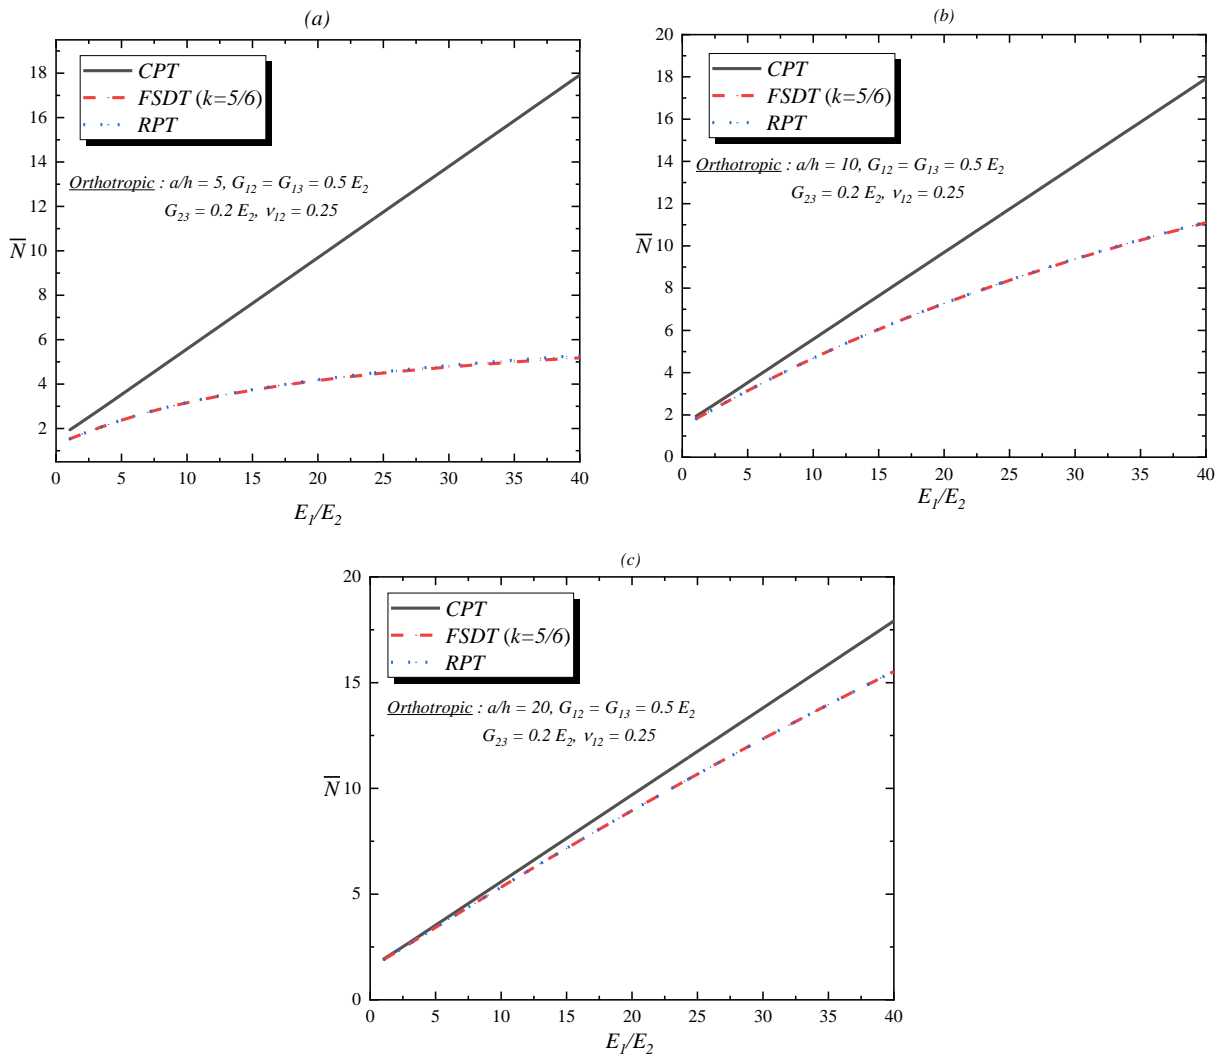 (a)
CPT
FSDT (k=5/6)
RPT
Orthotropic : a/h = 5, G₁₂ = G₁₃ = 0.5 E₂
G₂₃ = 0.2 E₂, ν₁₂ = 0.25
18
16
14
12
10
8
6
4
2
N̅
0 5 10 15 20 25 30 35 40
E₁/E₂
(b)
CPT
FSDT (k=5/6)
RPT
Orthotropic : a/h = 10, G₁₂ = G₁₃ = 0.5 E₂
G₂₃ = 0.2 E₂, ν₁₂ = 0.25
20
18
16
14
12
10
8
6
4
2
0
N̅
0 5 10 15 20 25 30 35 40
E₁/E₂
(c)
CPT
FSDT (k=5/6)
RPT
Orthotropic : a/h = 20, G₁₂ = G₁₃ = 0.5 E₂
G₂₃ = 0.2 E₂, ν₁₂ = 0.25
20
15
10
5
0
N̅
0 5 10 15 20 25 30 35 40
E₁/E₂